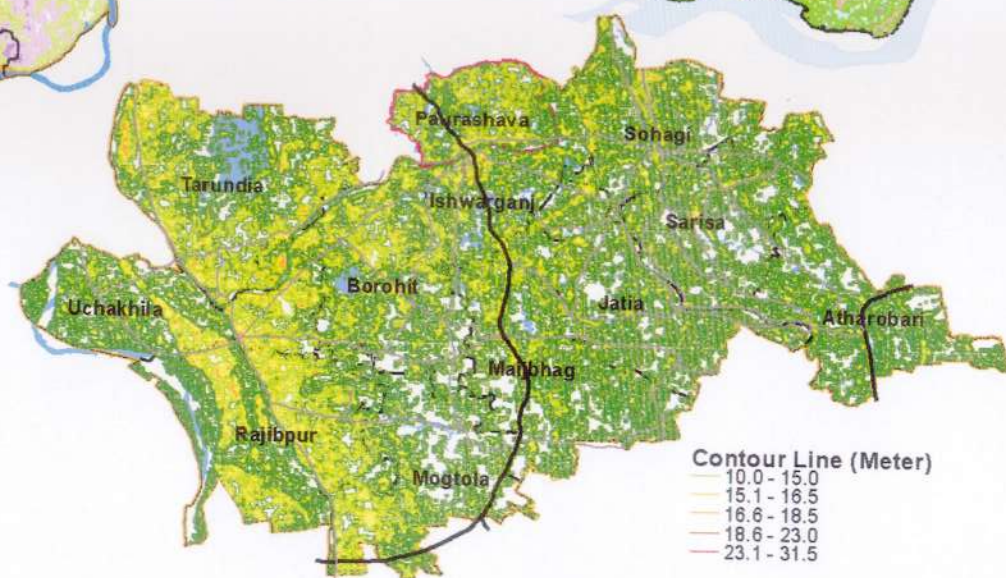 Paurashava
Sohagi
Tarundia
Ishwarganj
Sarisa
Borohit
Uchakhila
Jatia
Atharobari
Maijbhag
Rajibpur
Mogtola
Contour Line (Meter)
10.0 - 15.0
15.1 - 16.5
16.6 - 18.5
18.6 - 23.0
23.1 - 31.5